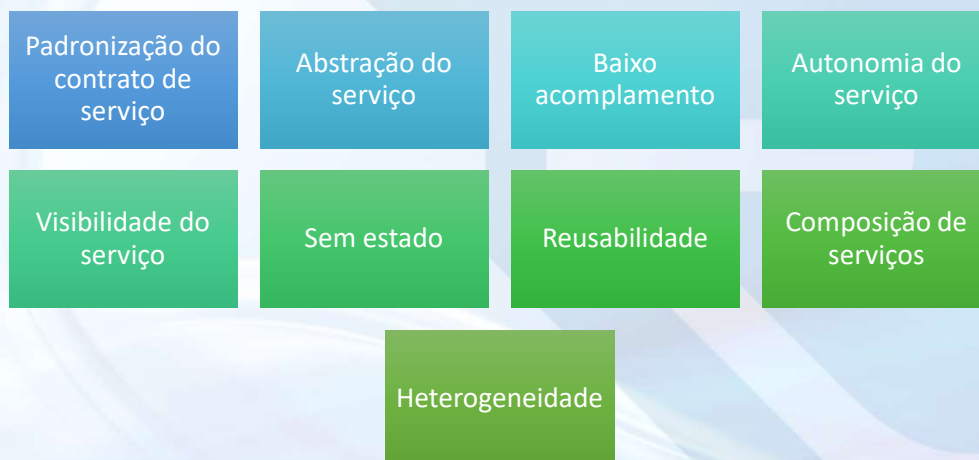 Padronização do
contrato de
serviço
Abstração do
serviço
Baixo
acomplamento
Autonomia do
serviço
Visibilidade do
serviço
Sem estado
Reusabilidade
Composição de
serviços
Heterogeneidade